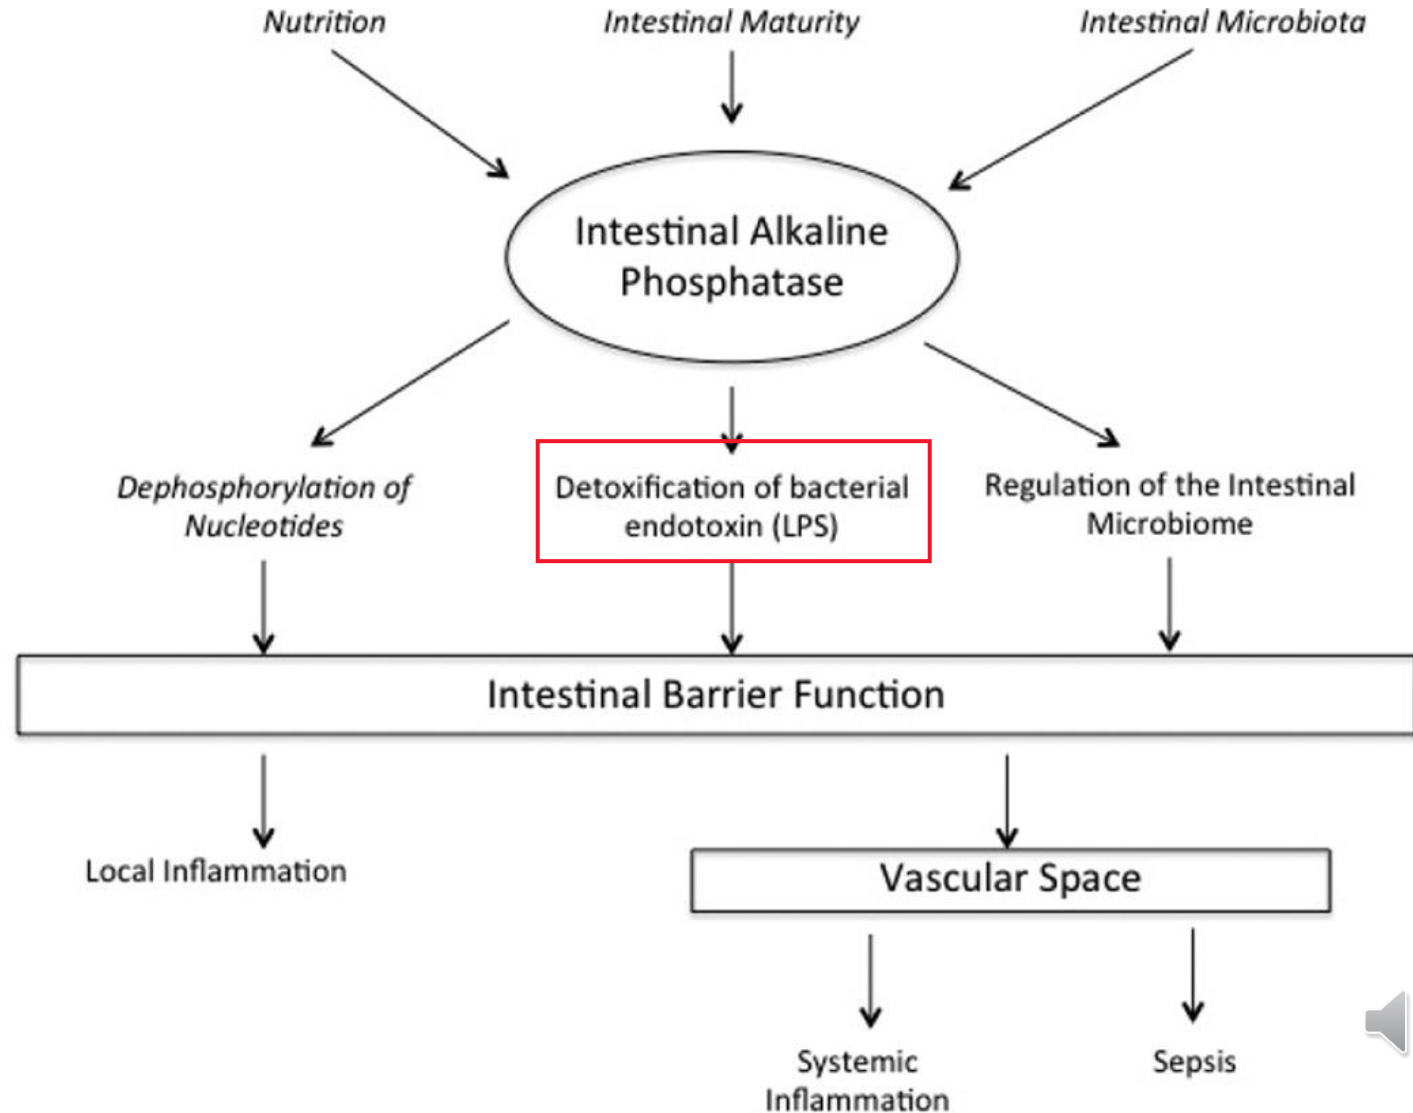 Nutrition
Intestinal Maturity
Intestinal Microbiota
Intestinal Alkaline
Phosphatase
Dephosphorylation of
Nucleotides
Detoxification of bacterial
endotoxin (LPS)
Regulation of the Intestinal
Microbiome
Intestinal Barrier Function
Local Inflammation
Vascular Space
Systemic
Inflammation
Sepsis